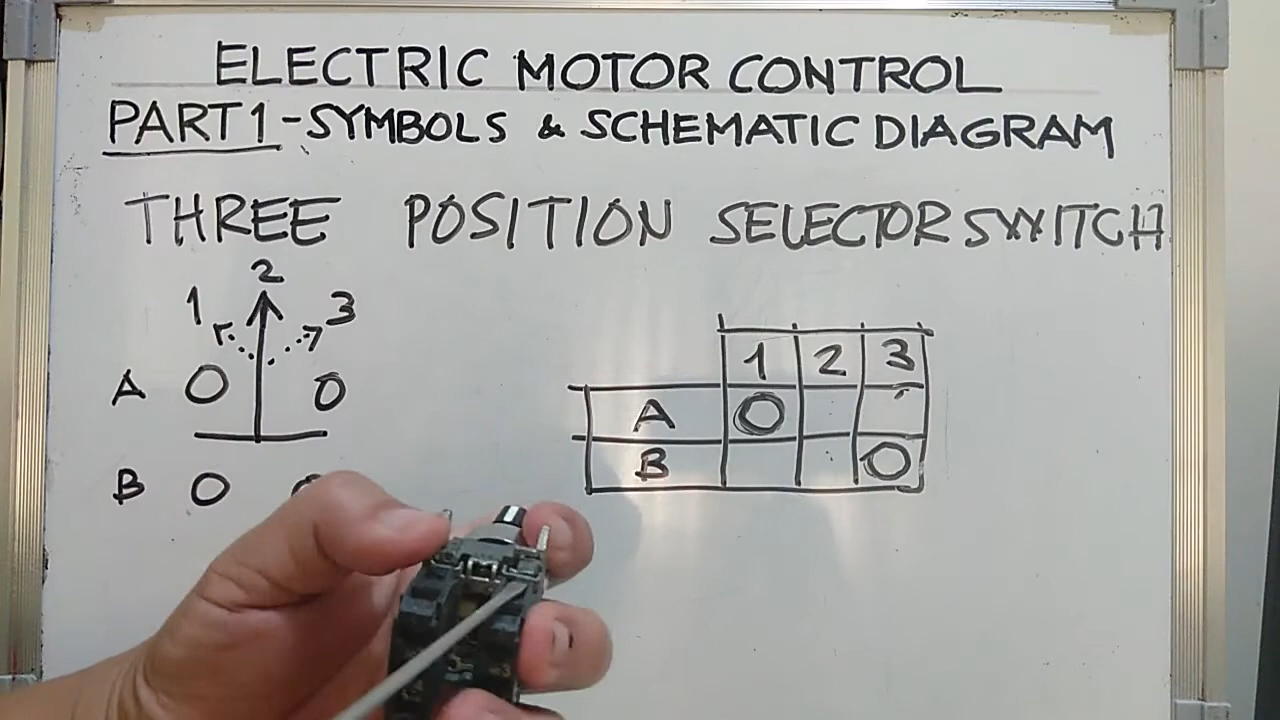 ELECTRIC MOTOR CONTROL
PART 1 - SYMBOLS & SCHEMATIC DIAGRAM
THREE POSITION SELECTOR SWITCH
2
1 3
A O O
B O
1 2 3
A O
B O